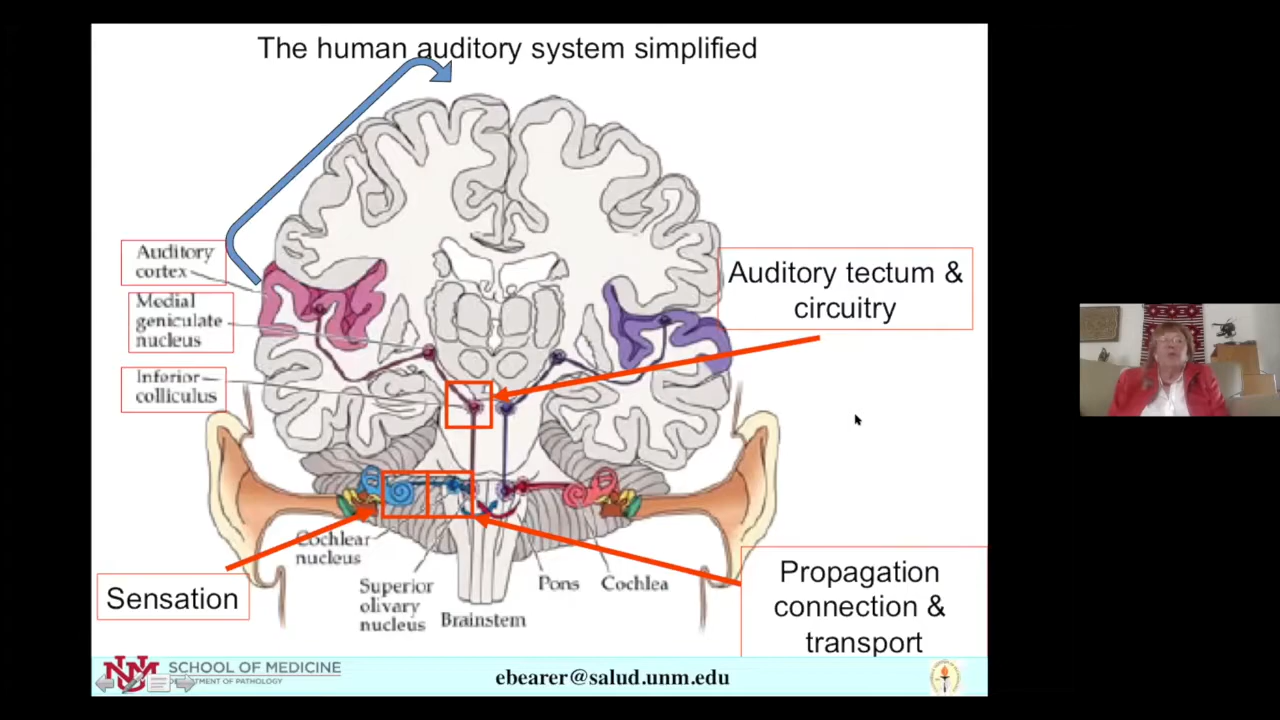 The human auditory system simplified
Auditory
cortex
Medial
geniculate
nucleus
Inferior
colliculus
Auditory tectum &
circuitry
Cochlear
nucleus
Superior
olivary
nucleus
Brainstem
Pons
Cochlea
Sensation
Propagation
connection &
transport
UNM
SCHOOL OF MEDICINE
DEPARTMENT OF PATHOLOGY
ebearer@salud.unm.edu